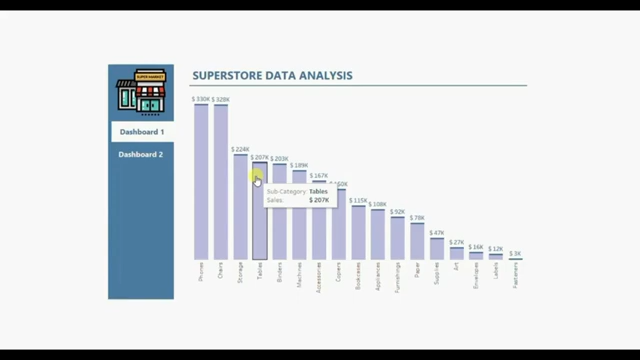 SUPERSTORE DATA ANALYSIS
SUPER MARKET
Dashboard 1
Dashboard 2
$ 330K
$ 328K
$ 224K
$ 207K
$ 203K
$ 189K
$ 167K
$ 115K
$ 108K
$ 92K
$ 78K
$ 47K
$ 27K
$ 16K
$ 12K
$ 3K
Sub-Category: Tables
Sales: $ 207K
Phones
Chairs
Storage
Tables
Binders
Machines
Accessories
Copiers
Bookcases
Appliances
Furnishings
Paper
Supplies
Art
Envelopes
Labels
Fasteners